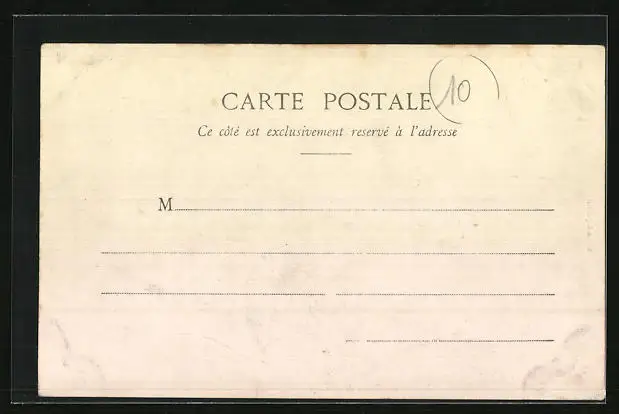 CARTE POSTALE 10
Ce côté est exclusivement reservé à l'adresse
M